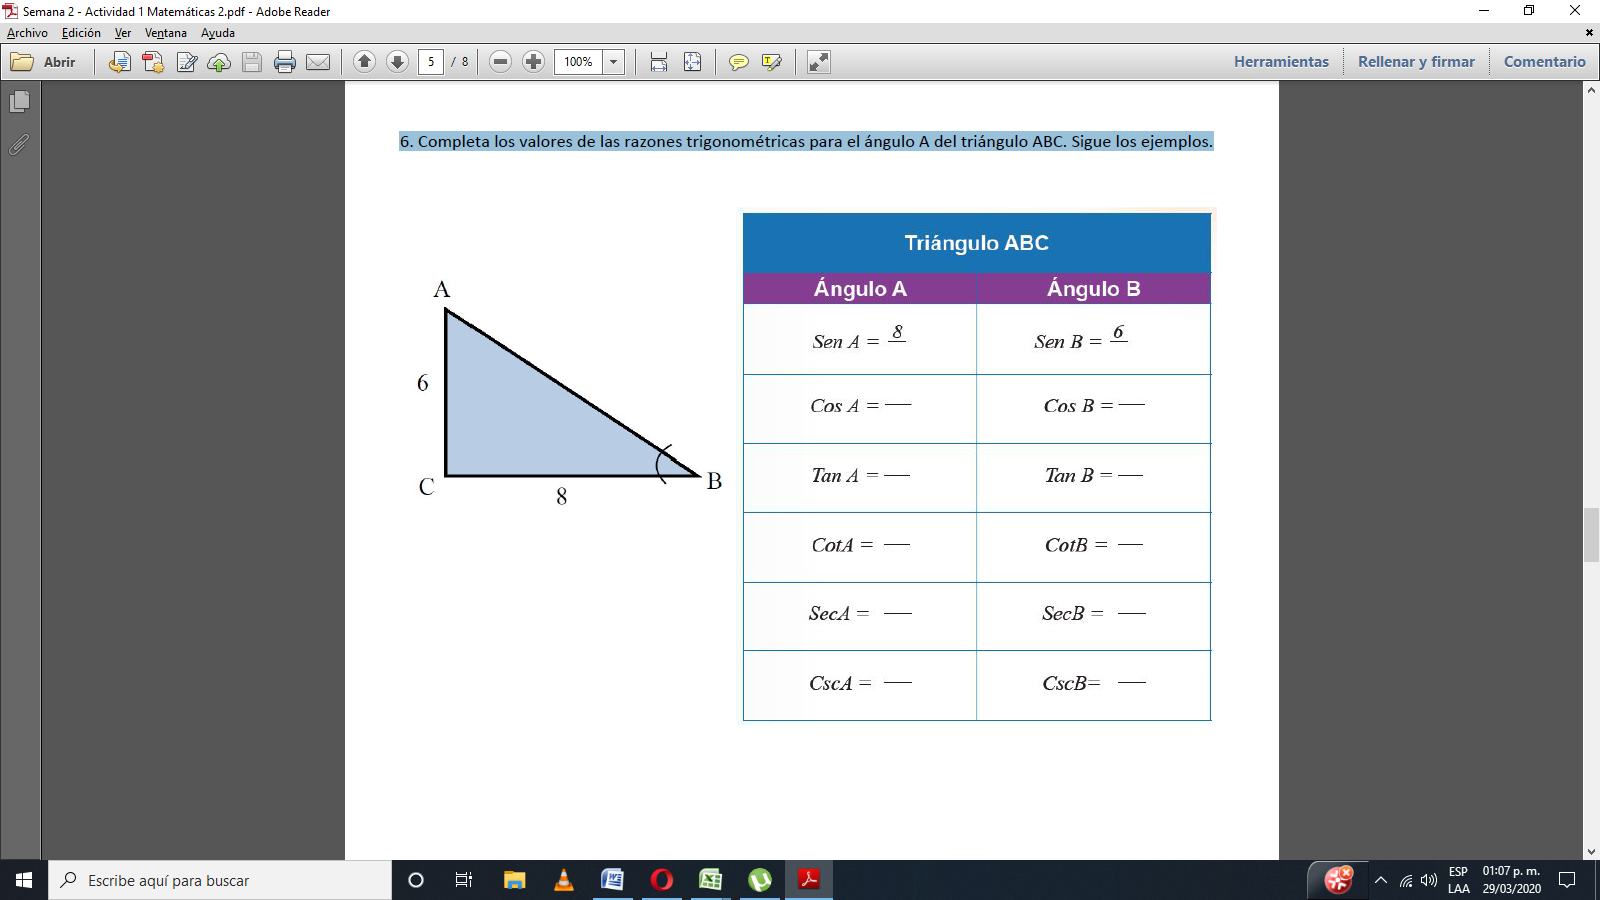 Semana 2 - Actividad 1 Matemáticas 2.pdf - Adobe Reader
Archivo Edición Ver Ventana Ayuda
Abrir 5 / 8 100% Herramientas Rellenar y firmar Comentario
6. Completa los valores de las razones trigonométricas para el ángulo A del triángulo ABC. Sigue los ejemplos.
Triángulo ABC
Ángulo A Ángulo B
Sen A = 8 Sen B = 6
Cos A = Cos B =
Tan A = Tan B =
CotA = CotB =
SecA = SecB =
CscA = CscB=
A
6
C
8
B
Escribe aquí para buscar
ESP 01:07 p. m.
LAA 29/03/2020